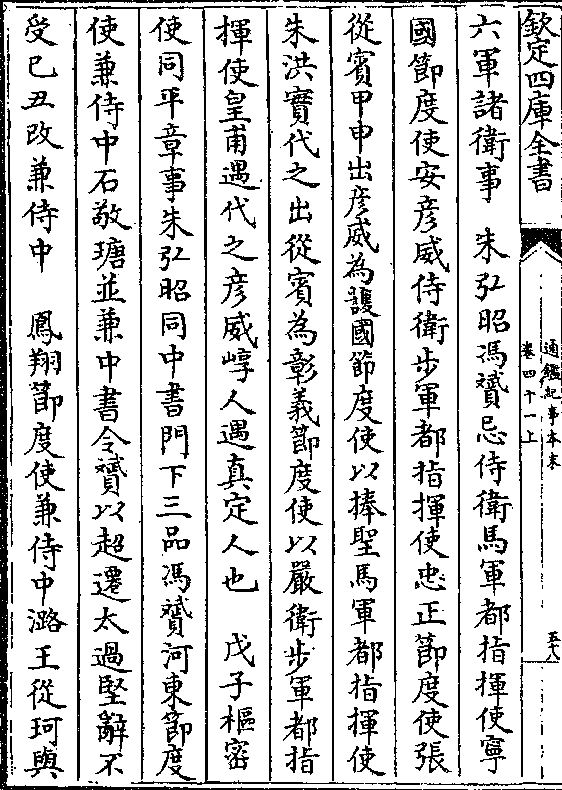 欽定四庫全書
通鑑紀事本末
卷四十一上
五十八
六軍諸衛事　朱弘昭馮贇忌侍衛馬軍都指揮使寧
國節度使安彦威侍衛步軍都指揮使忠正節度使張
從賓甲申出彦威為護國節度使以捧聖馬軍都指揮使
朱洪實代之出從賓為彰義節度使以嚴衛步軍都指
揮使皇甫遇代之彦威崞人遇真定人也　戊子樞密
使同平章事朱弘昭同中書門下三品馮贇河東節度
使兼侍中石敬瑭並兼中書令贇以超遷太過堅辭不
受已丑改兼侍中　鳳翔節度使兼侍中潞王從珂與